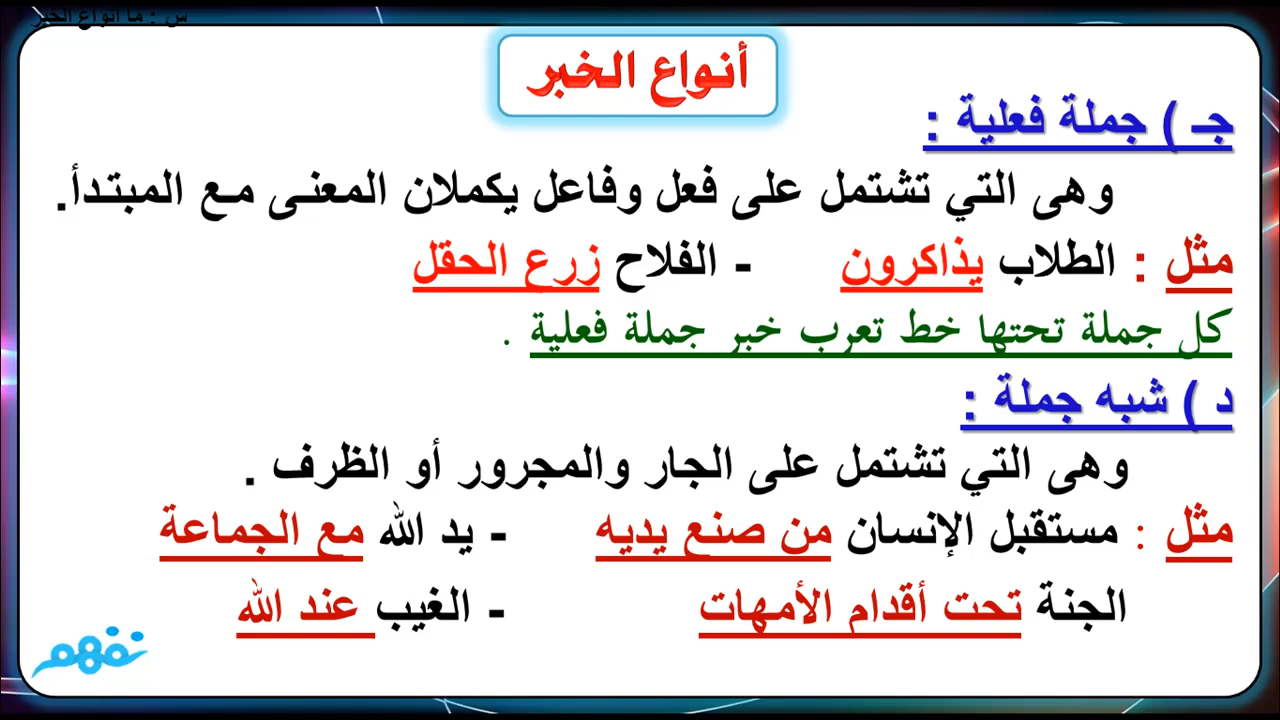 س : ما أنواع الخبر
أنواع الخبر
جـ ) جملة فعلية :
وهى التي تشتمل على فعل وفاعل يكملان المعنى مع المبتدأ.
مثل : الطلاب يذاكرون - الفلاح زرع الحقل
كل جملة تحتها خط تعرب خبر جملة فعلية .
د ) شبه جملة :
وهى التي تشتمل على الجار والمجرور أو الظرف .
مثل : مستقبل الإنسان من صنع يديه - يد الله مع الجماعة
الجنة تحت أقدام الأمهات - الغيب عند الله
نفهم